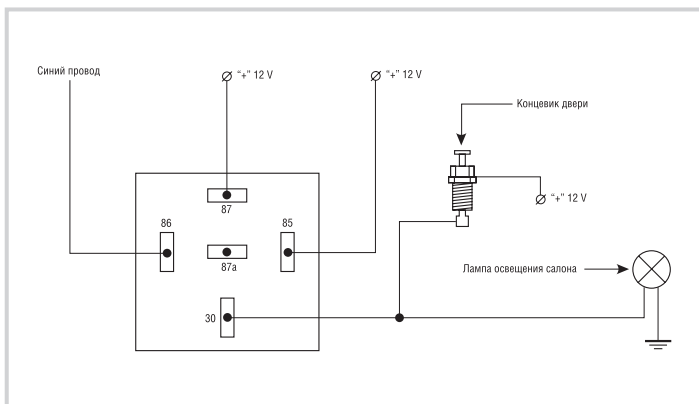 Синий провод
"+" 12 V
"+" 12 V
Концевик двери
"+" 12 V
87
86
85
87a
Лампа освещения салона
30